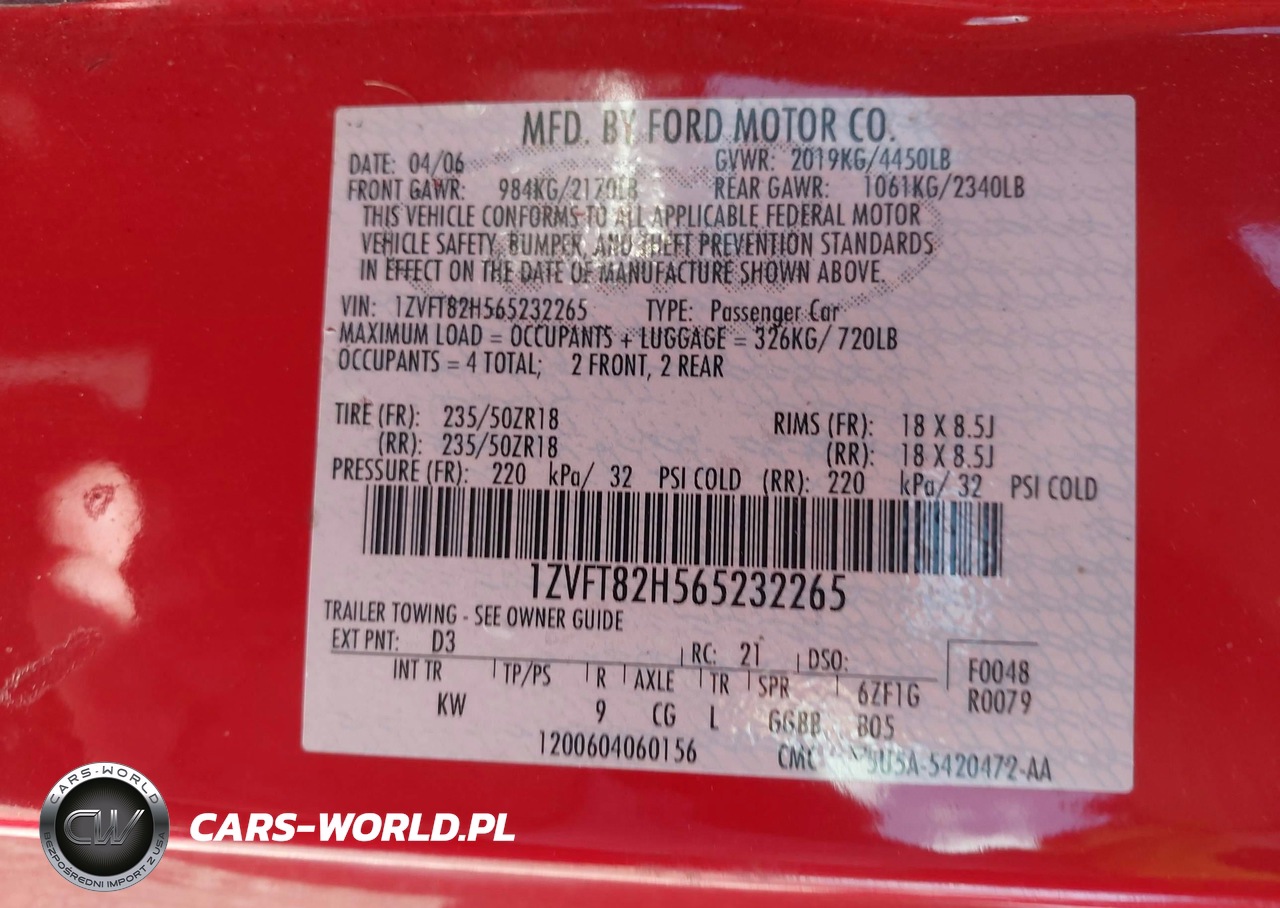 MFD. BY FORD MOTOR CO.
DATE: 04/06 GVWR: 2019KG/4450LB
FRONT GAWR: 984KG/2170LB REAR GAWR: 1061KG/2340LB
THIS VEHICLE CONFORMS TO ALL APPLICABLE FEDERAL MOTOR
VEHICLE SAFETY, BUMPER, AND THEFT PREVENTION STANDARDS
IN EFFECT ON THE DATE OF MANUFACTURE SHOWN ABOVE.
VIN: 1ZVFT82H565232265 TYPE: Passenger Car
MAXIMUM LOAD = OCCUPANTS + LUGGAGE = 326KG/ 720LB
OCCUPANTS = 4 TOTAL; 2 FRONT, 2 REAR
TIRE (FR): 235/50ZR18 RIMS (FR): 18 X 8.5J
(RR): 235/50ZR18 (RR): 18 X 8.5J
PRESSURE (FR): 220 kPa/ 32 PSI COLD (RR): 220 kPa/ 32 PSI COLD
1ZVFT82H565232265
TRAILER TOWING - SEE OWNER GUIDE
EXT PNT: D3 RC: 21 DSO: F0048
INT TR TP/PS R AXLE TR SPR 6ZF1G R0079
KW 9 CG L GGBB B05
1200604060156 5U5A-5420472-AA
CARS-WORLD
CW
BEZPOŚREDNI IMPORT Z USA
CARS-WORLD.PL